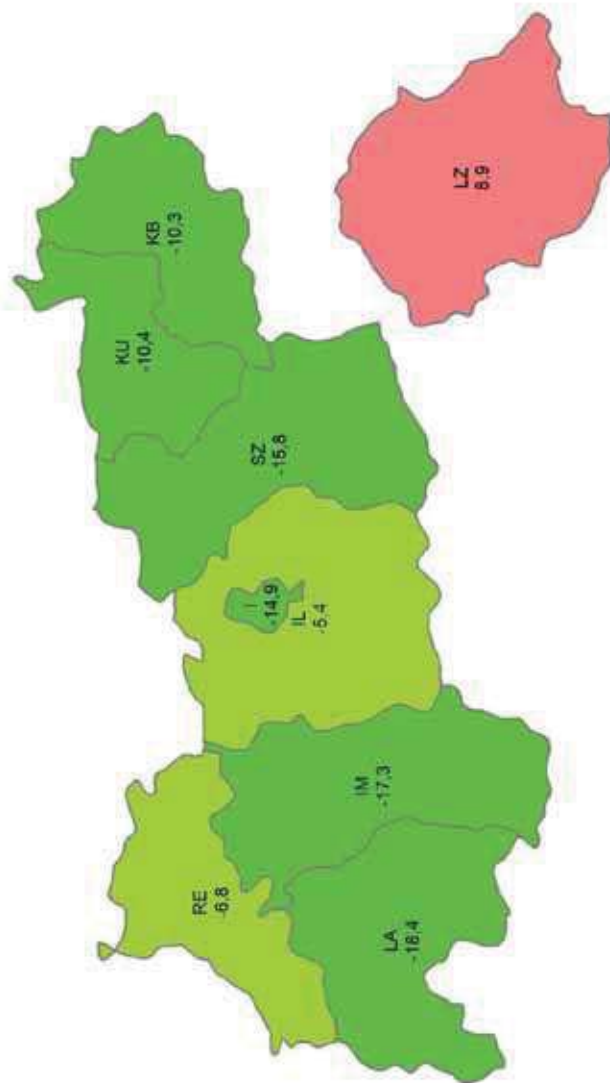 RE
-6,8
LA
-18,4
IM
-17,3
I
-14,9
IL
-5,4
SZ
-15,8
KU
-10,4
KB
-10,3
LZ
8,9